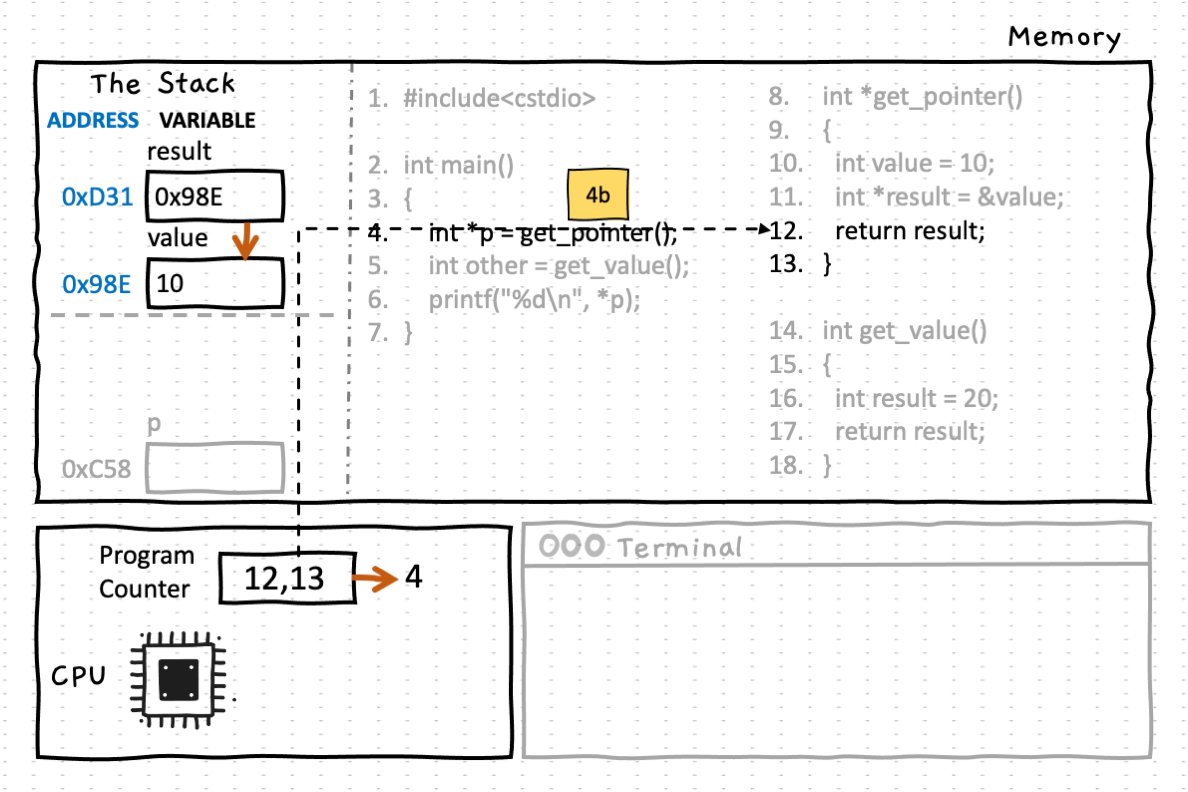 Memory
The Stack
ADDRESS VARIABLE
result
0xD31 0x98E
value
0x98E 10
p
0xC58
1. #include<cstdio>
2. int main()
3. {
4b
4. int *p = get_pointer();
5. int other = get_value();
6. printf("%d\n", *p);
7. }
8. int *get_pointer()
9. {
10. int value = 10;
11. int *result = &value;
12. return result;
13. }
14. int get_value()
15. {
16. int result = 20;
17. return result;
18. }
Program
Counter
12,13 4
CPU
Terminal